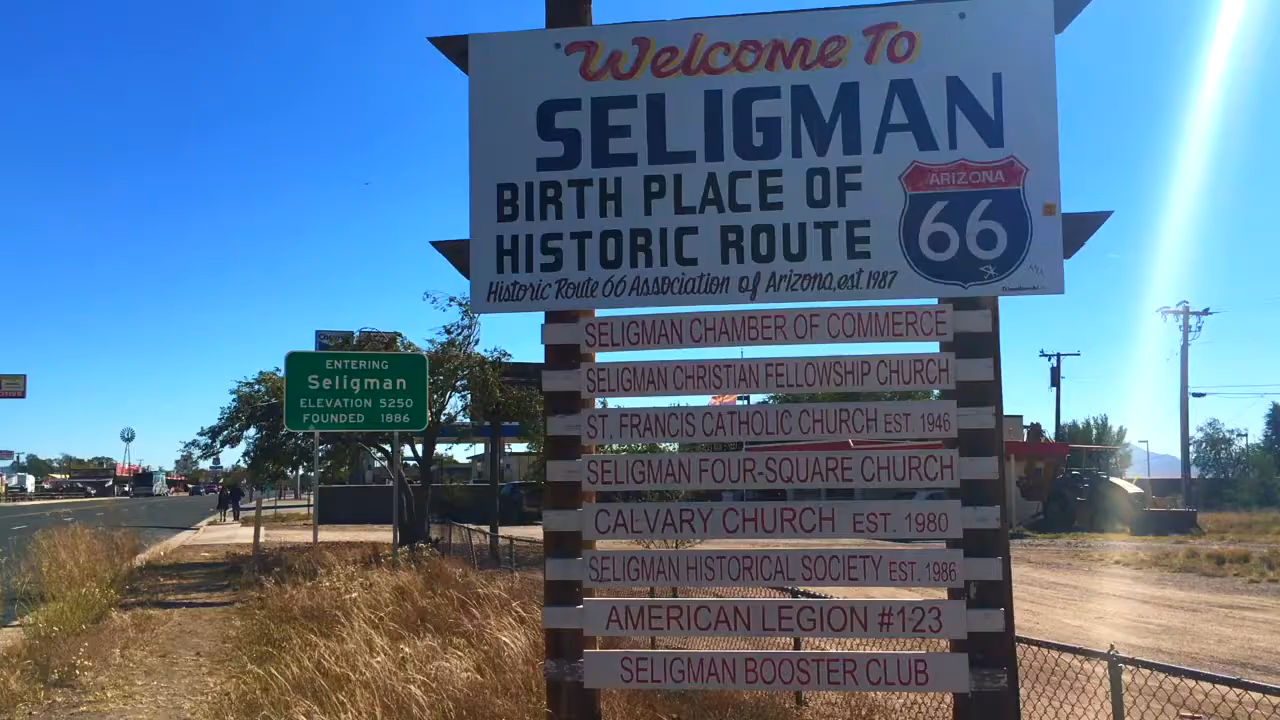 Welcome To
SELIGMAN
BIRTH PLACE OF
HISTORIC ROUTE
ARIZONA
66
Historic Route 66 Association of Arizona, est. 1987
SELIGMAN CHAMBER OF COMMERCE
SELIGMAN CHRISTIAN FELLOWSHIP CHURCH
ST. FRANCIS CATHOLIC CHURCH EST. 1946
SELIGMAN FOUR-SQUARE CHURCH
CALVARY CHURCH EST. 1980
SELIGMAN HISTORICAL SOCIETY EST. 1986
AMERICAN LEGION #123
SELIGMAN BOOSTER CLUB
ENTERING
Seligman
ELEVATION 5250
FOUNDED 1886